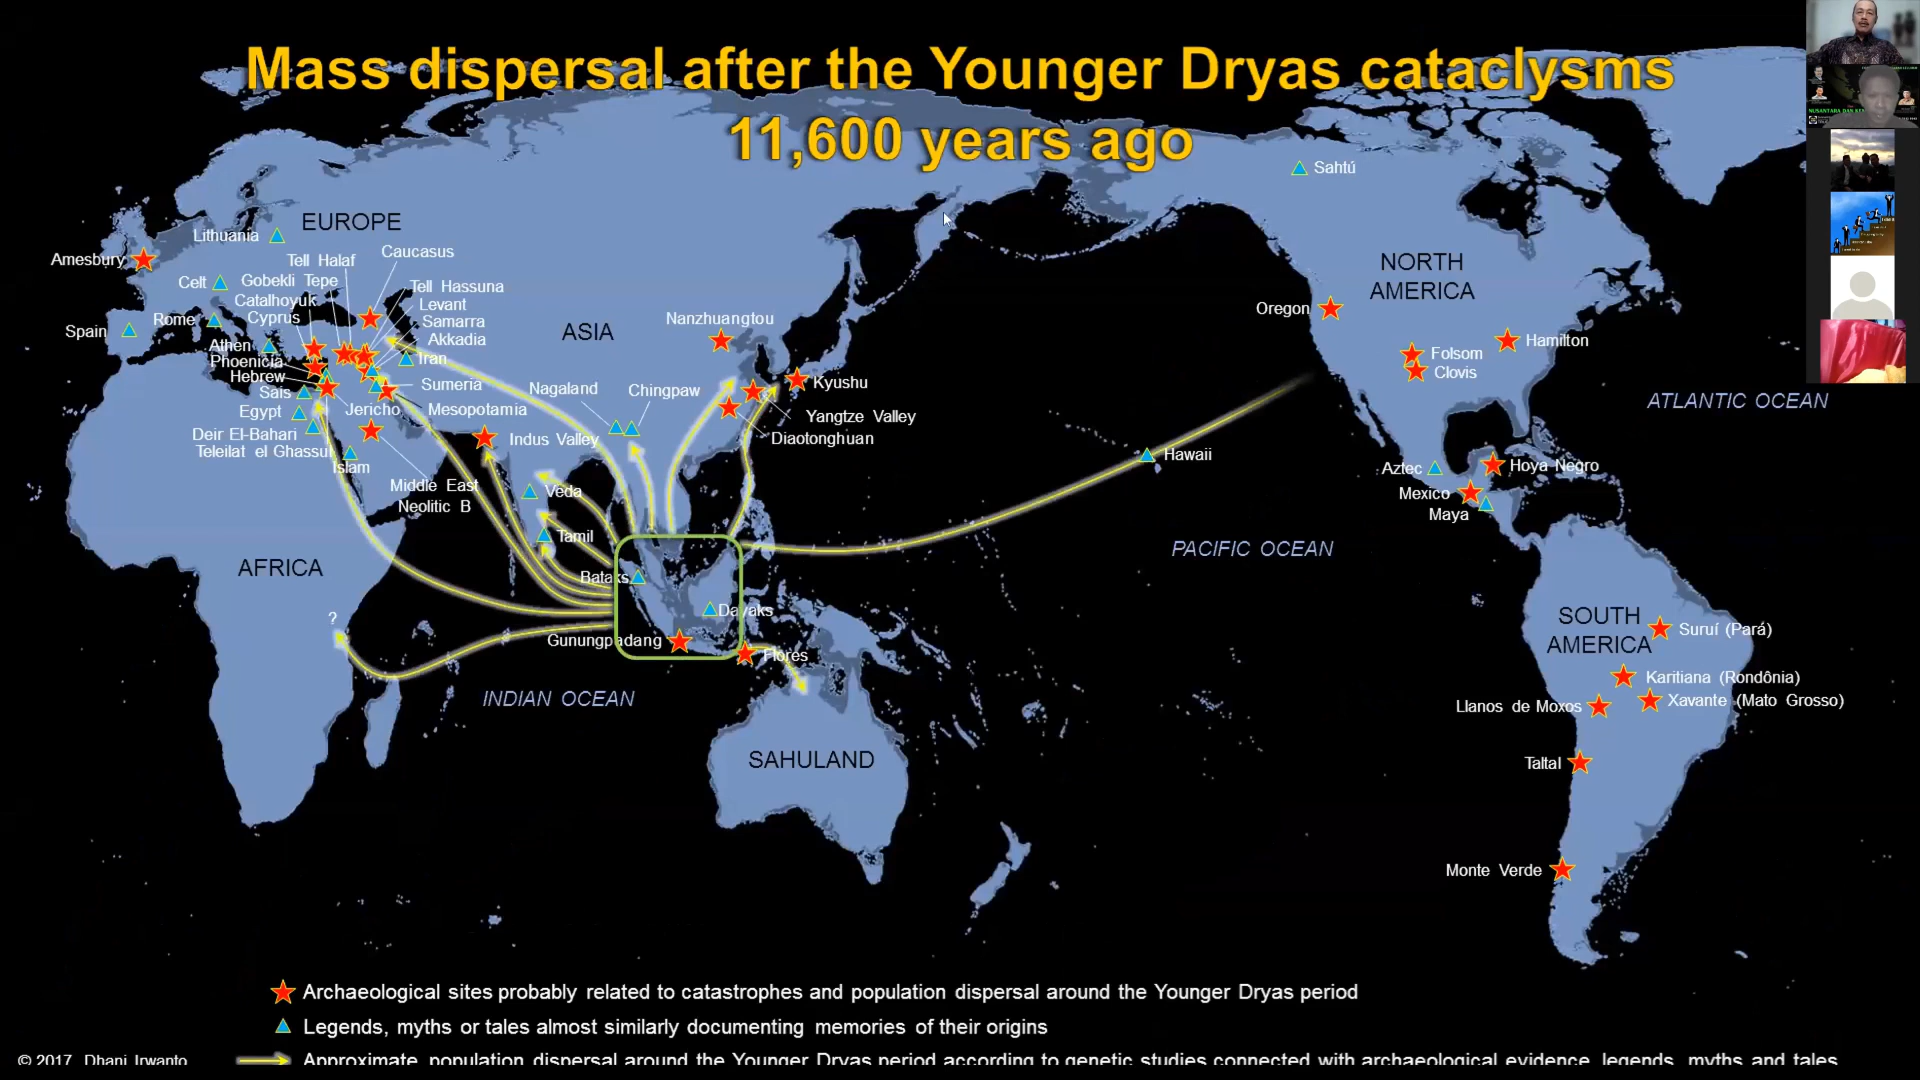 Mass dispersal after the Younger Dryas cataclysms
11,600 years ago
Sahtú
EUROPE
Lithuania
Caucasus
Amesbury
Tell Halaf
Celt
Gobekli Tepe
Tell Hassuna
Catalhoyuk
Levant
Cyprus
Samarra
Rome
Spain
Akkadia
Athen
Iran
Phoenicia
Hebrew
Sumeria
Sais
Jericho
Mesopotamia
Egypt
Deir El-Bahari
Teleilat el Ghassul
Islam
Middle East
Neolitic B
ASIA
Nanzhuangtou
Nagaland
Chingpaw
Kyushu
Yangtze Valley
Diaotonghuan
Indus Valley
Veda
Tamil
Bataks
Dayaks
Gunungpadang
Flores
AFRICA
?
INDIAN OCEAN
SAHULAND
Hawaii
PACIFIC OCEAN
NORTH
AMERICA
Oregon
Hamilton
Folsom
Clovis
ATLANTIC OCEAN
Aztec
Hoya Negro
Mexico
Maya
SOUTH
AMERICA
Suruí (Pará)
Karitiana (Rondônia)
Xavante (Mato Grosso)
Llanos de Moxos
Taltal
Monte Verde
Archaeological sites probably related to catastrophes and population dispersal around the Younger Dryas period
Legends, myths or tales almost similarly documenting memories of their origins
© 2017 Dhani Irwanto
Approximate population dispersal around the Younger Dryas period according to genetic studies connected with archaeological evidence, legends, myths and tales